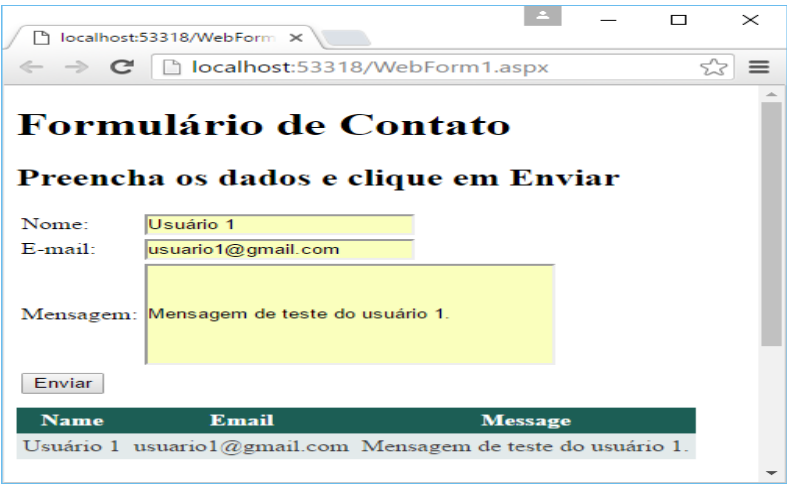 localhost:53318/WebForm
localhost:53318/WebForm1.aspx
Formulário de Contato
Preencha os dados e clique em Enviar
Nome: Usuário 1
E-mail: usuario1@gmail.com
Mensagem: Mensagem de teste do usuário 1.
Enviar
Name Email Message
Usuário 1 usuario1@gmail.com Mensagem de teste do usuário 1.